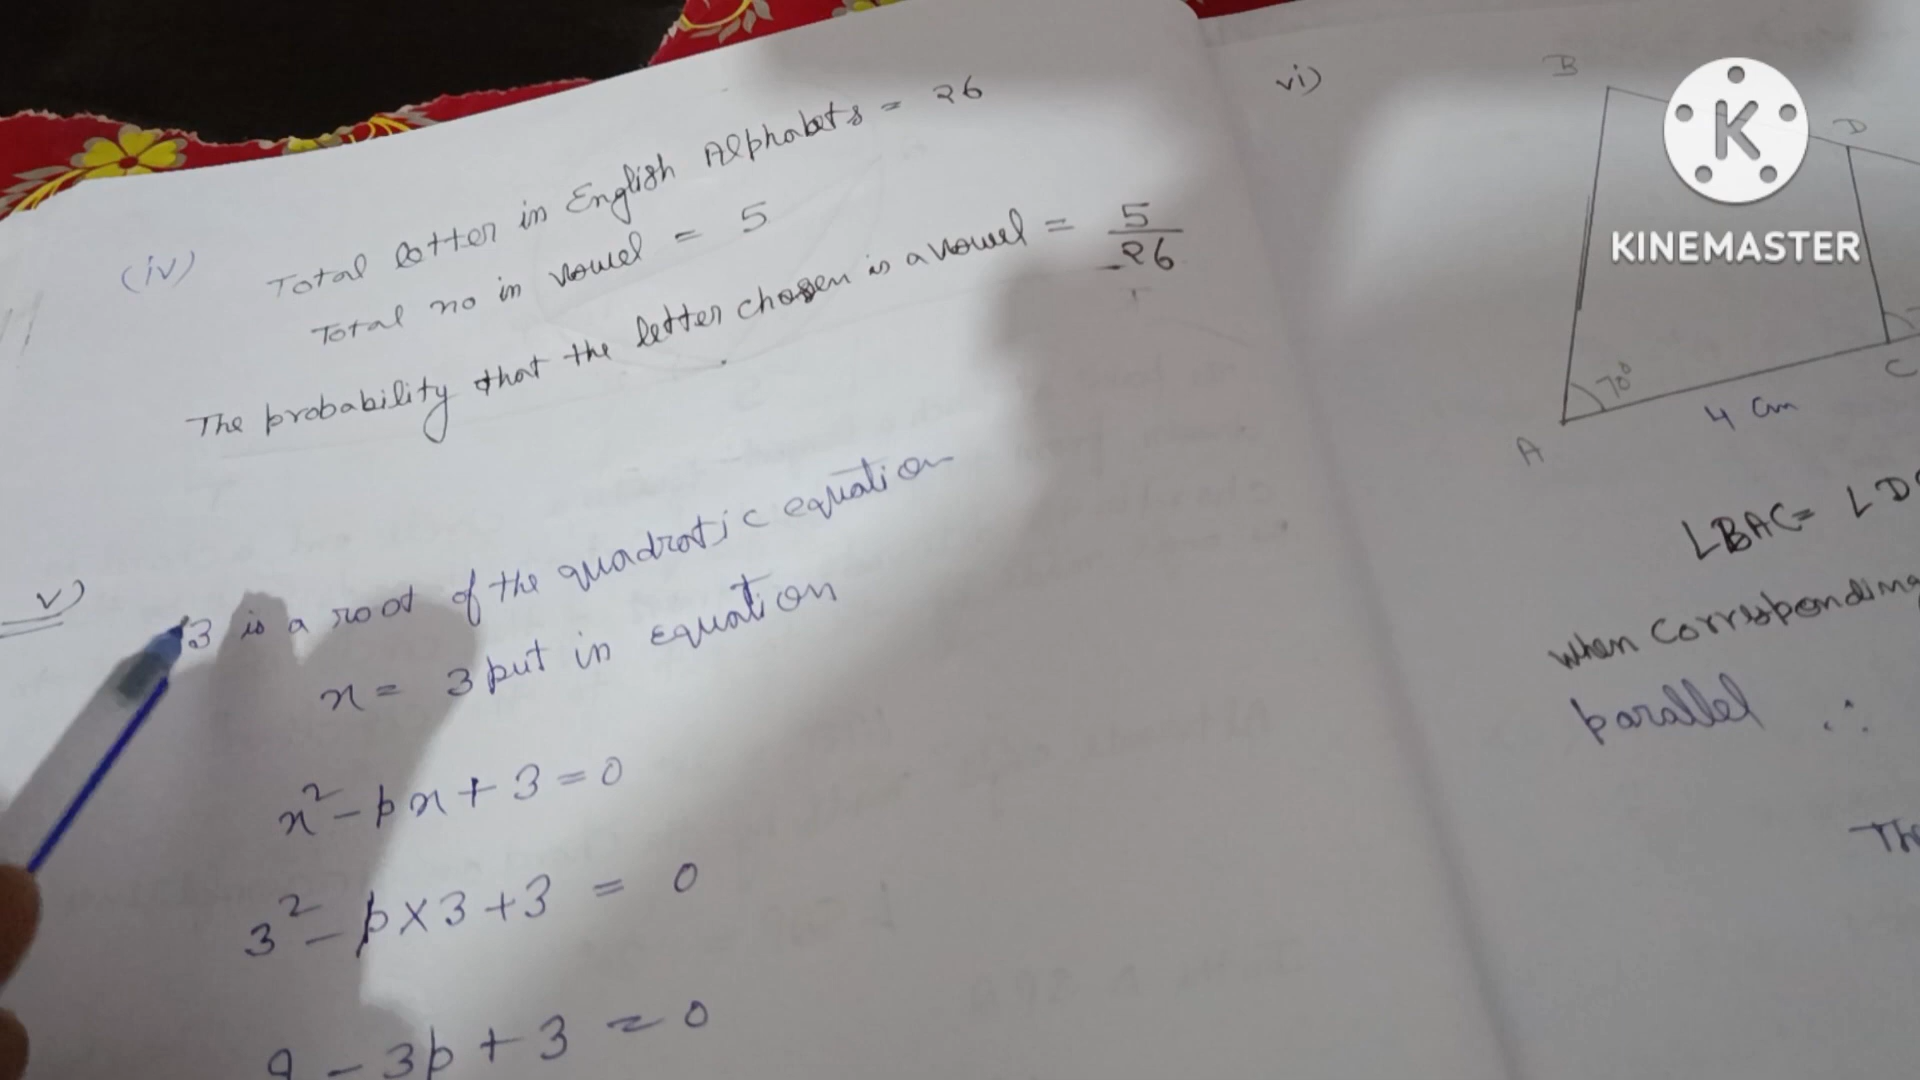 (iv)
Total letter in English Alphabets = 26
Total no in vowel = 5
The probability that the letter chosen is a vowel = 5/26
v)
3 is a root of the quadratic equation
x = 3 put in equation
x² - px + 3 = 0
3² - p×3 + 3 = 0
9 - 3p + 3 = 0
vi)
B
D
70°
C
4 cm
A
∠BAC = ∠D
when corresponding
parallel ∴
KINEMASTER